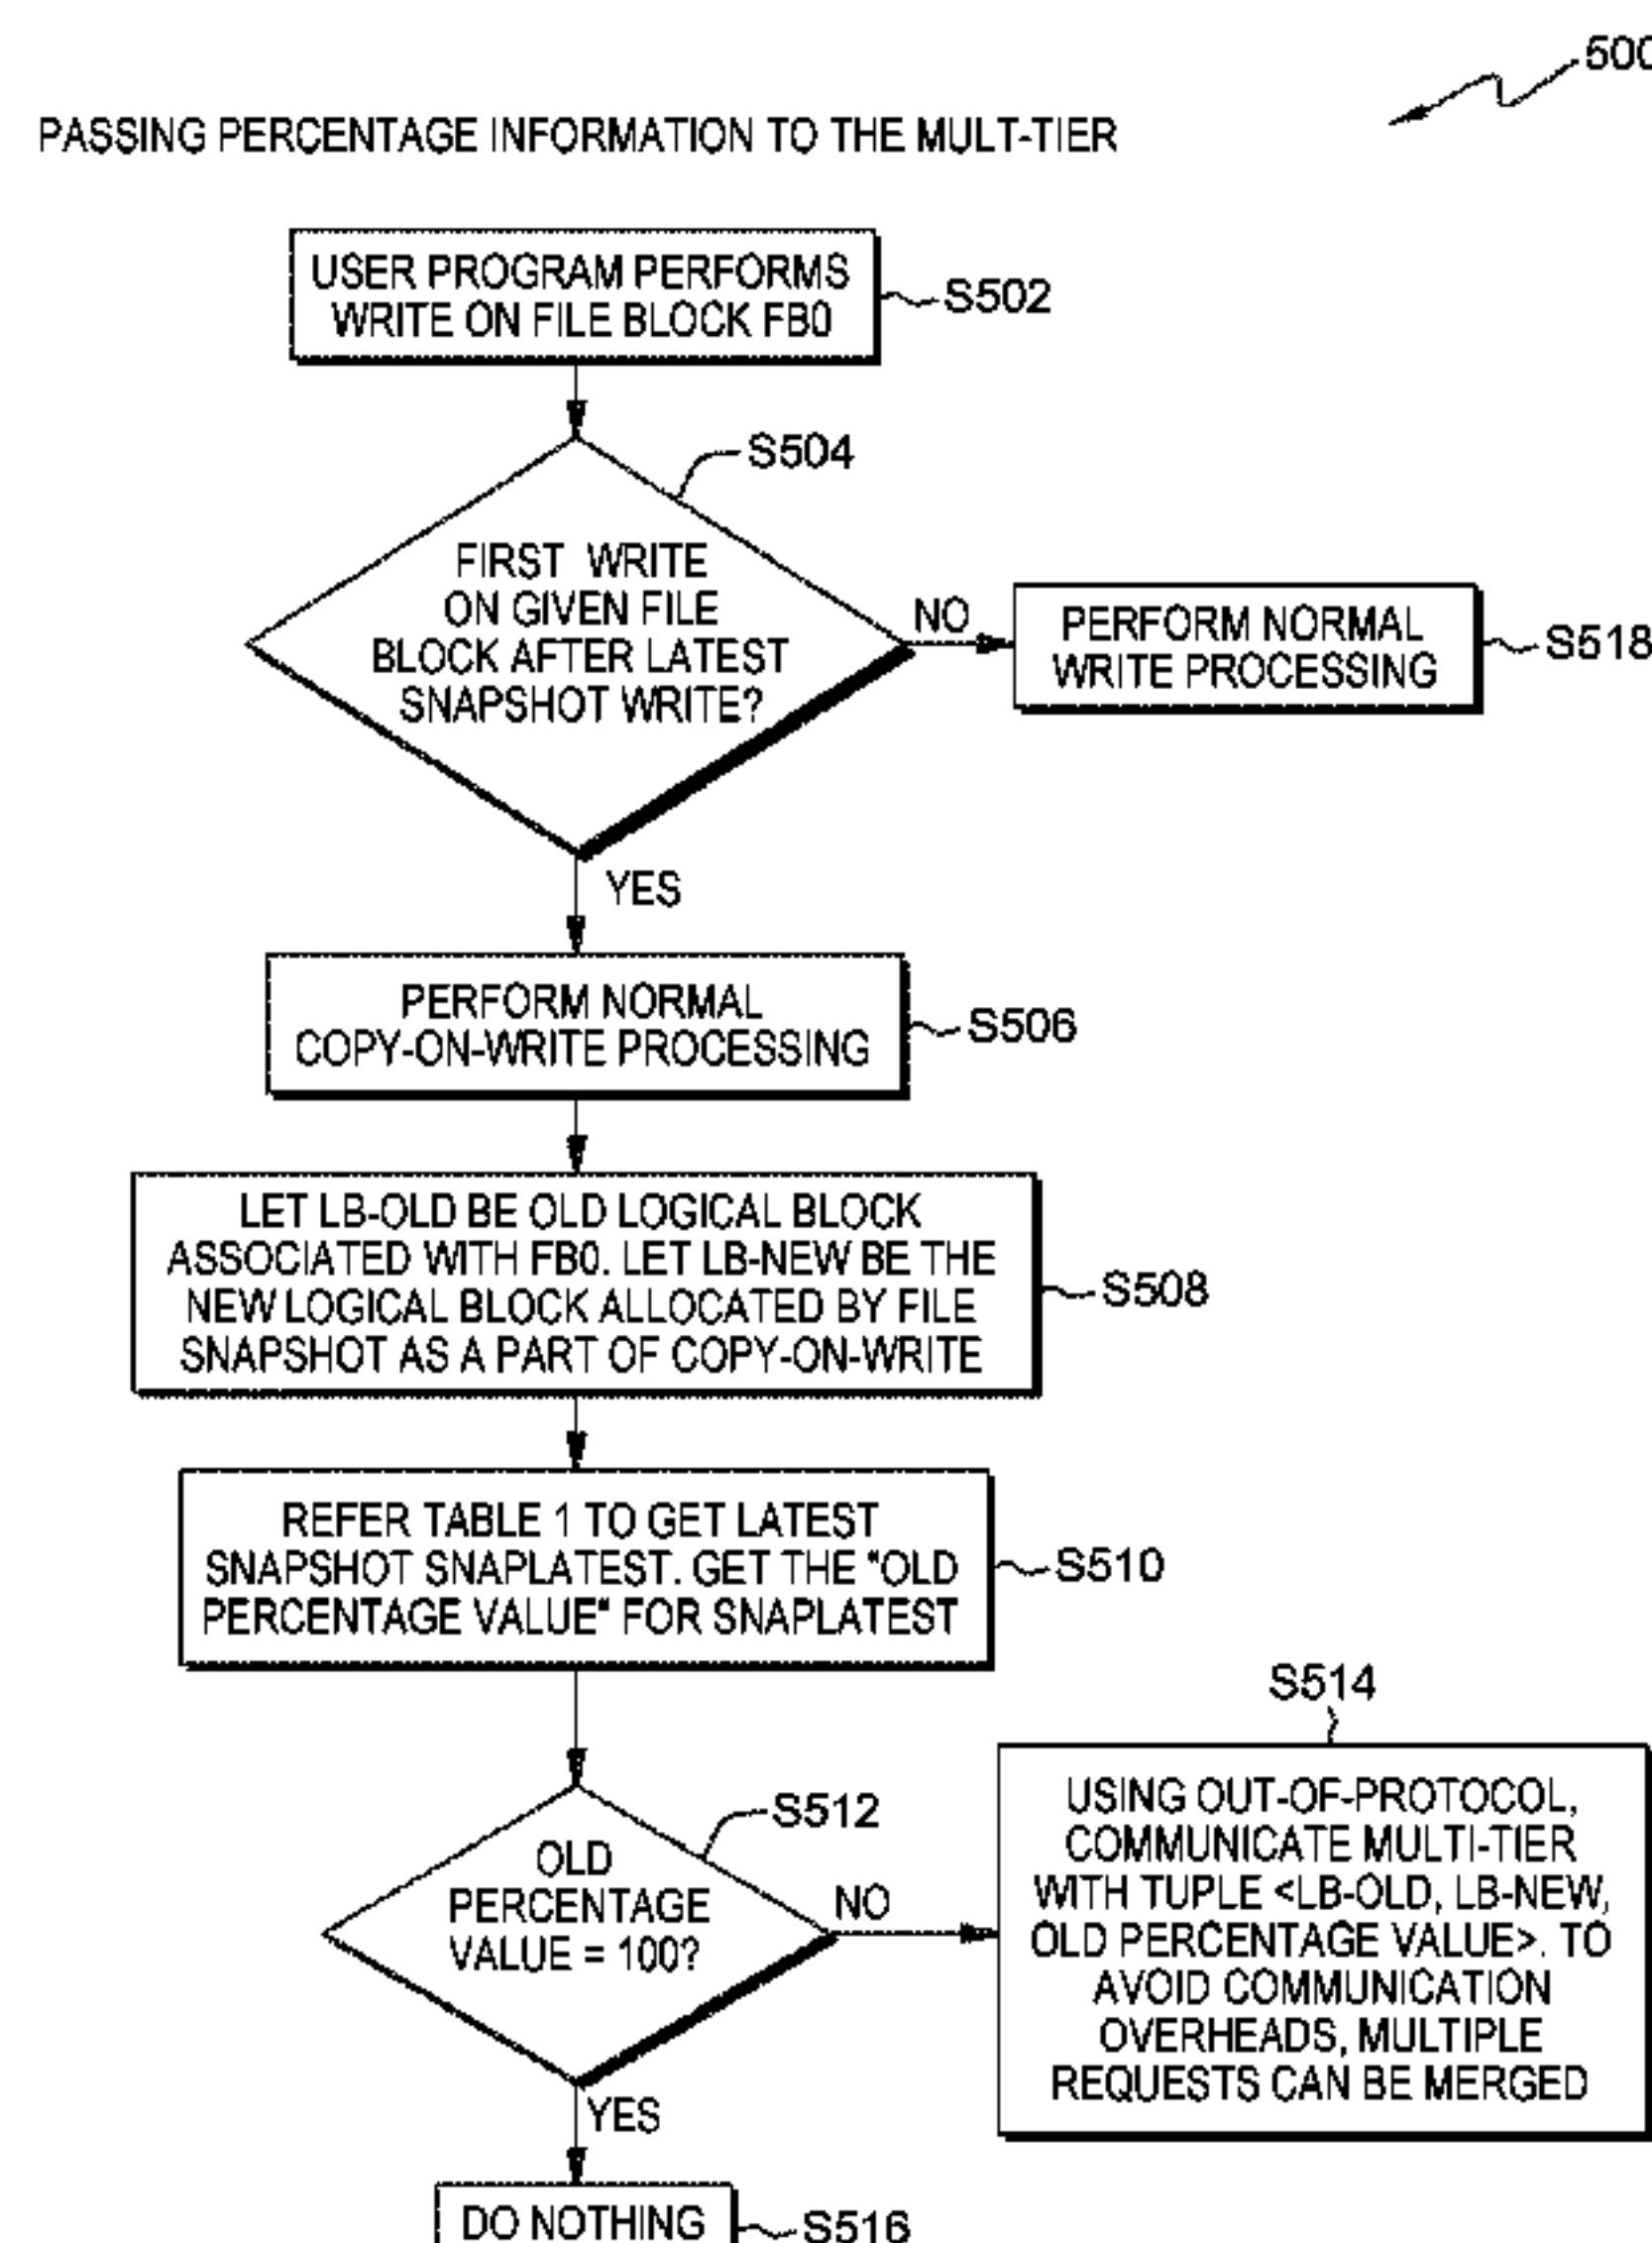 500
PASSING PERCENTAGE INFORMATION TO THE MULT-TIER
USER PROGRAM PERFORMS
WRITE ON FILE BLOCK FB0
S502
S504
FIRST WRITE
ON GIVEN FILE
BLOCK AFTER LATEST
SNAPSHOT WRITE?
NO
PERFORM NORMAL
WRITE PROCESSING
S518
YES
PERFORM NORMAL
COPY-ON-WRITE PROCESSING
S506
LET LB-OLD BE OLD LOGICAL BLOCK
ASSOCIATED WITH FB0. LET LB-NEW BE THE
NEW LOGICAL BLOCK ALLOCATED BY FILE
SNAPSHOT AS A PART OF COPY-ON-WRITE
S508
REFER TABLE 1 TO GET LATEST
SNAPSHOT SNAPLATEST. GET THE "OLD
PERCENTAGE VALUE" FOR SNAPLATEST
S510
S512
OLD
PERCENTAGE
VALUE = 100?
NO
S514
USING OUT-OF-PROTOCOL,
COMMUNICATE MULTI-TIER
WITH TUPLE <LB-OLD, LB-NEW,
OLD PERCENTAGE VALUE>. TO
AVOID COMMUNICATION
OVERHEADS, MULTIPLE
REQUESTS CAN BE MERGED
YES
DO NOTHING
S516